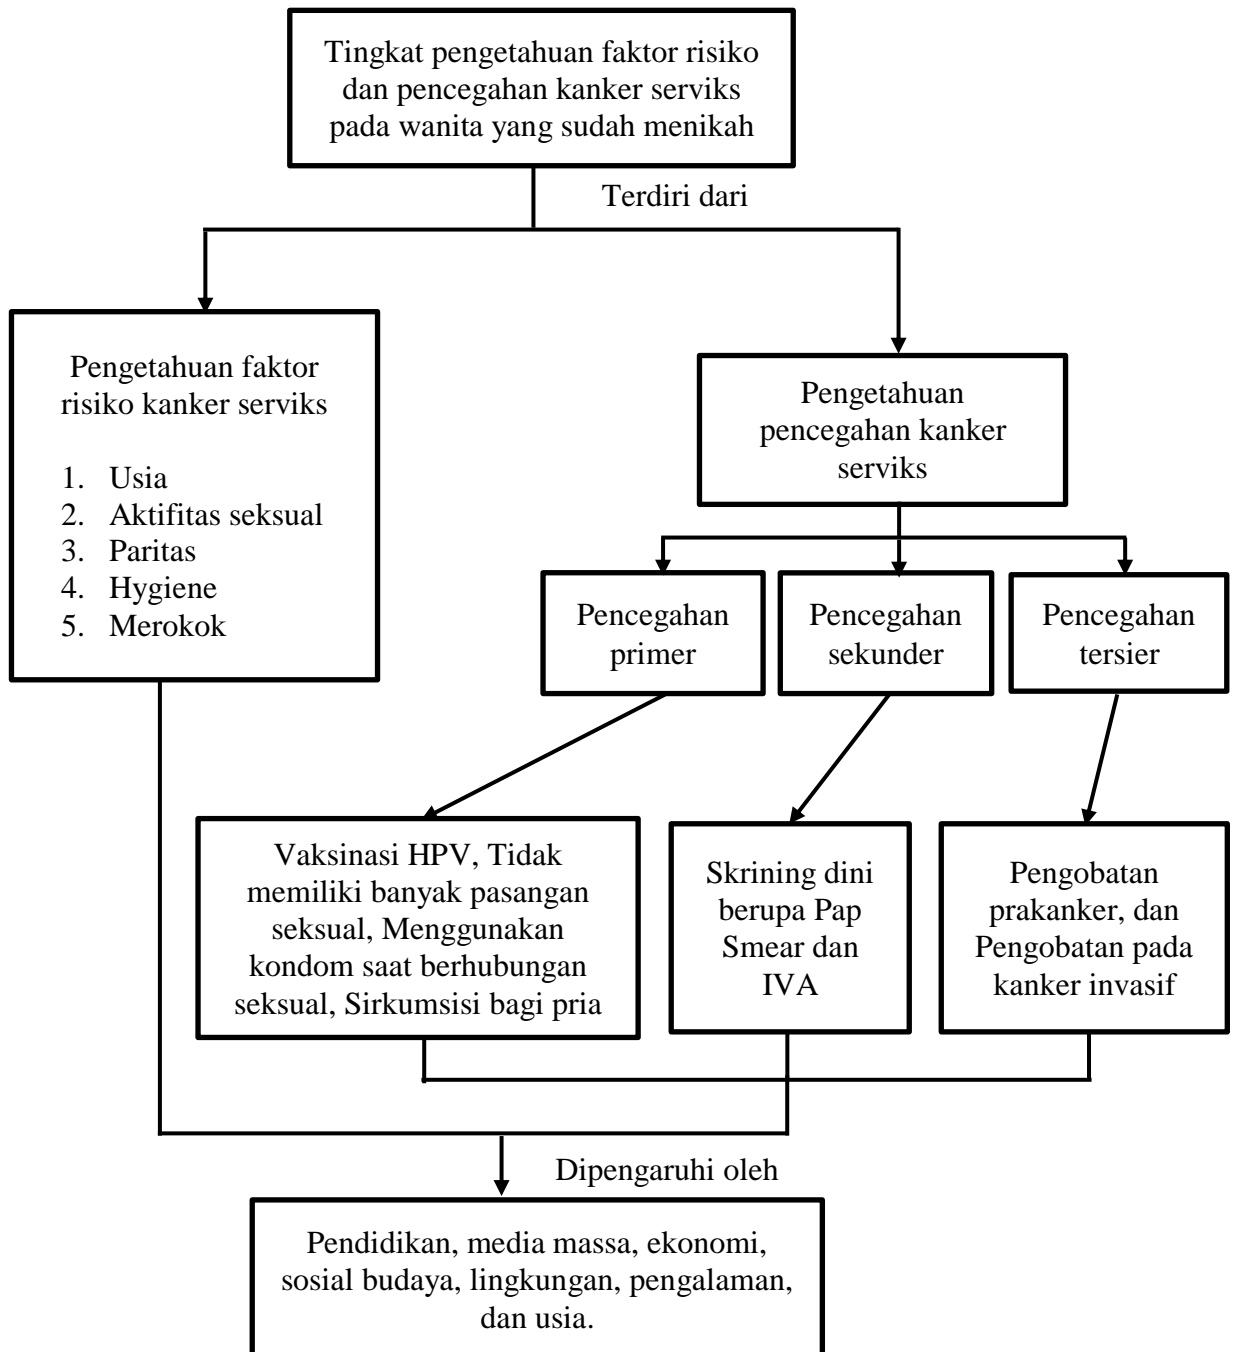 Tingkat pengetahuan faktor risiko
dan pencegahan kanker serviks
pada wanita yang sudah menikah
Terdiri dari
Pengetahuan faktor
risiko kanker serviks
1. Usia
2. Aktifitas seksual
3. Paritas
4. Hygiene
5. Merokok
Pengetahuan
pencegahan kanker
serviks
Pencegahan
primer
Pencegahan
sekunder
Pencegahan
tersier
Vaksinasi HPV, Tidak
memiliki banyak pasangan
seksual, Menggunakan
kondom saat berhubungan
seksual, Sirkumsisi bagi pria
Skrining dini
berupa Pap
Smear dan
IVA
Pengobatan
prakanker, dan
Pengobatan pada
kanker invasif
Dipengaruhi oleh
Pendidikan, media massa, ekonomi,
sosial budaya, lingkungan, pengalaman,
dan usia.